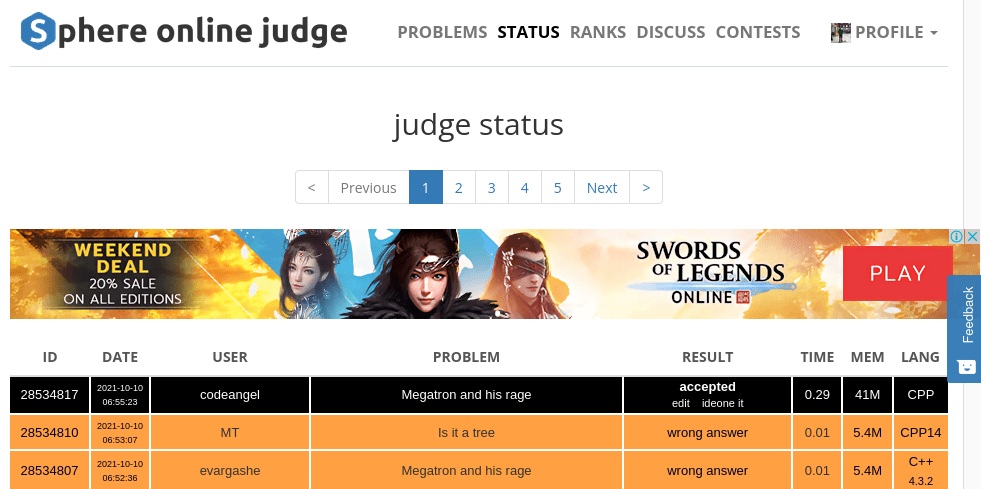 Sphere online judge
PROBLEMS STATUS RANKS DISCUSS CONTESTS PROFILE
judge status
< Previous 1 2 3 4 5 Next >
WEEKEND
DEAL
20% SALE
ON ALL EDITIONS
SWORDS
OF LEGENDS
ONLINE
PLAY
Feedback
ID DATE USER PROBLEM RESULT TIME MEM LANG
28534817 2021-10-10 06:55:23 codeangel Megatron and his rage accepted edit ideone it 0.29 41M CPP
28534810 2021-10-10 06:53:07 MT Is it a tree wrong answer 0.01 5.4M CPP14
28534807 2021-10-10 06:52:36 evargashe Megatron and his rage wrong answer 0.01 5.4M C++ 4.3.2